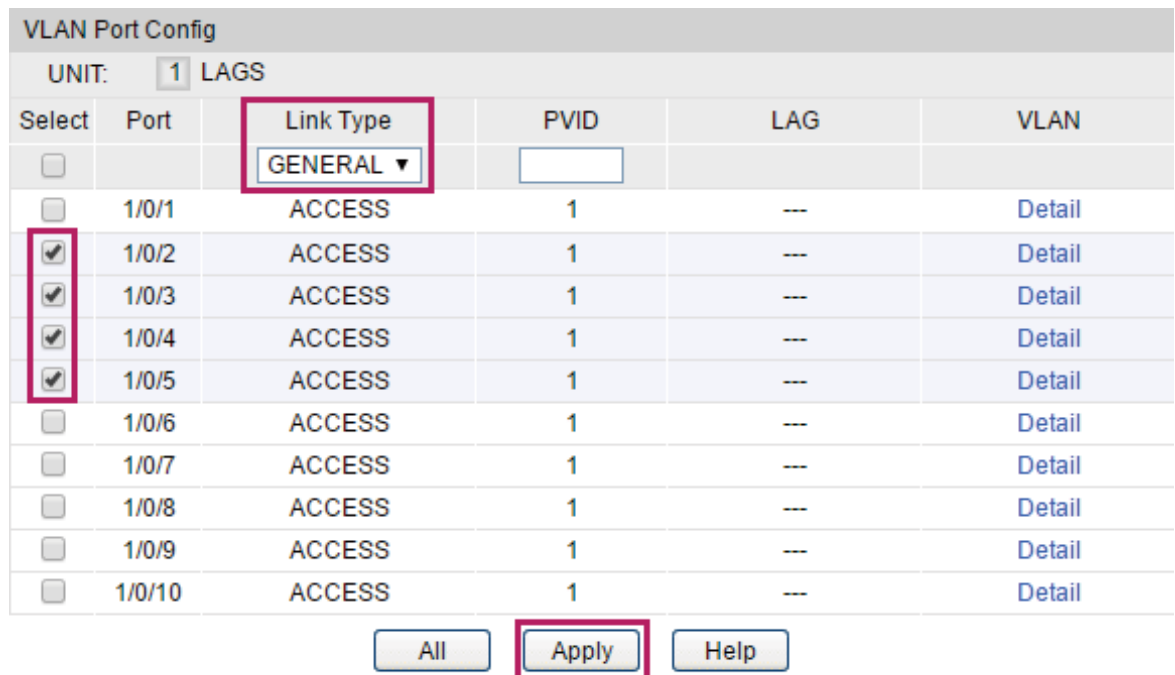 VLAN Port Config
UNIT: 1 LAGS
Select Port Link Type PVID LAG VLAN
GENERAL ▼
1/0/1 ACCESS 1 --- Detail
1/0/2 ACCESS 1 --- Detail
1/0/3 ACCESS 1 --- Detail
1/0/4 ACCESS 1 --- Detail
1/0/5 ACCESS 1 --- Detail
1/0/6 ACCESS 1 --- Detail
1/0/7 ACCESS 1 --- Detail
1/0/8 ACCESS 1 --- Detail
1/0/9 ACCESS 1 --- Detail
1/0/10 ACCESS 1 --- Detail
All Apply Help